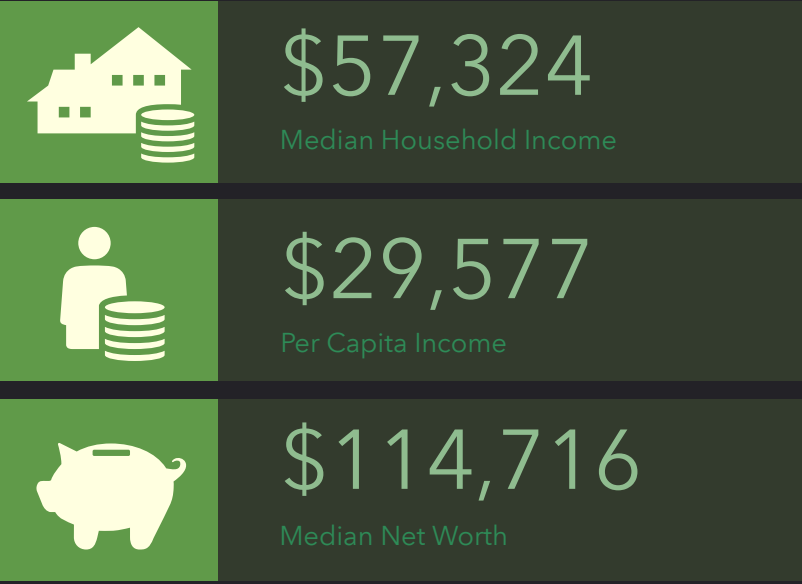 $57,324
Median Household Income
$29,577
Per Capita Income
$114,716
Median Net Worth